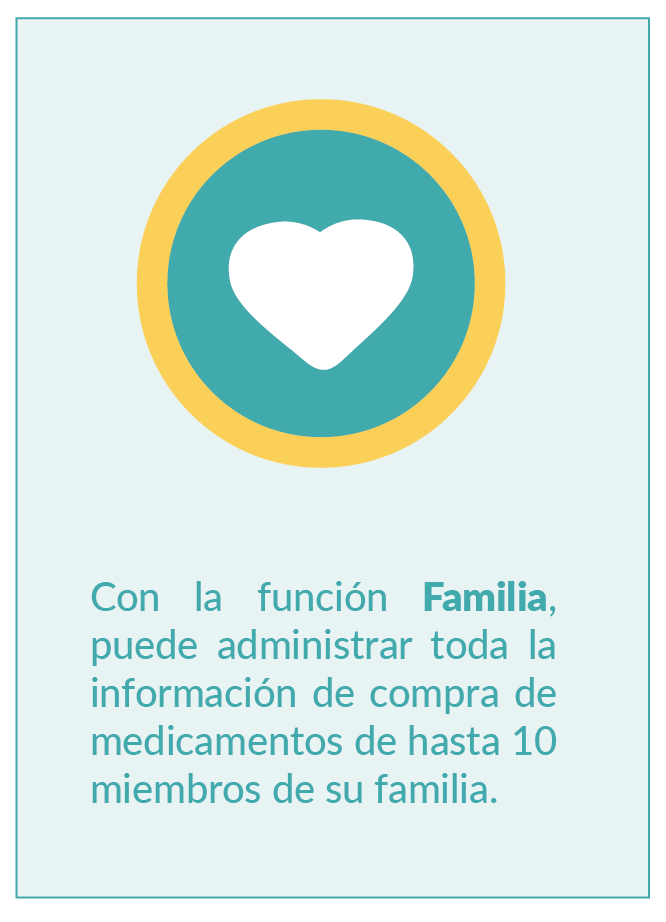 Con la función Familia,
puede administrar toda la
información de compra de
medicamentos de hasta 10
miembros de su familia.